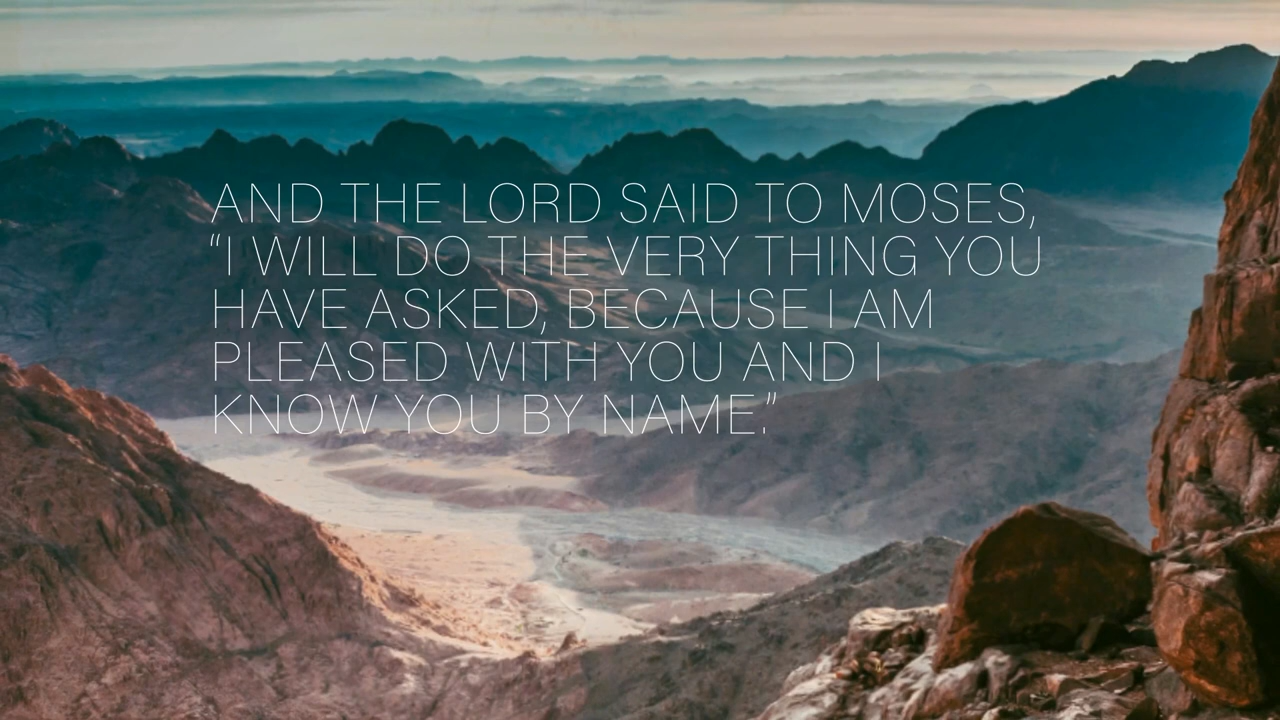 AND THE LORD SAID TO MOSES,
“I WILL DO THE VERY THING YOU
HAVE ASKED, BECAUSE I AM
PLEASED WITH YOU AND I
KNOW YOU BY NAME.”